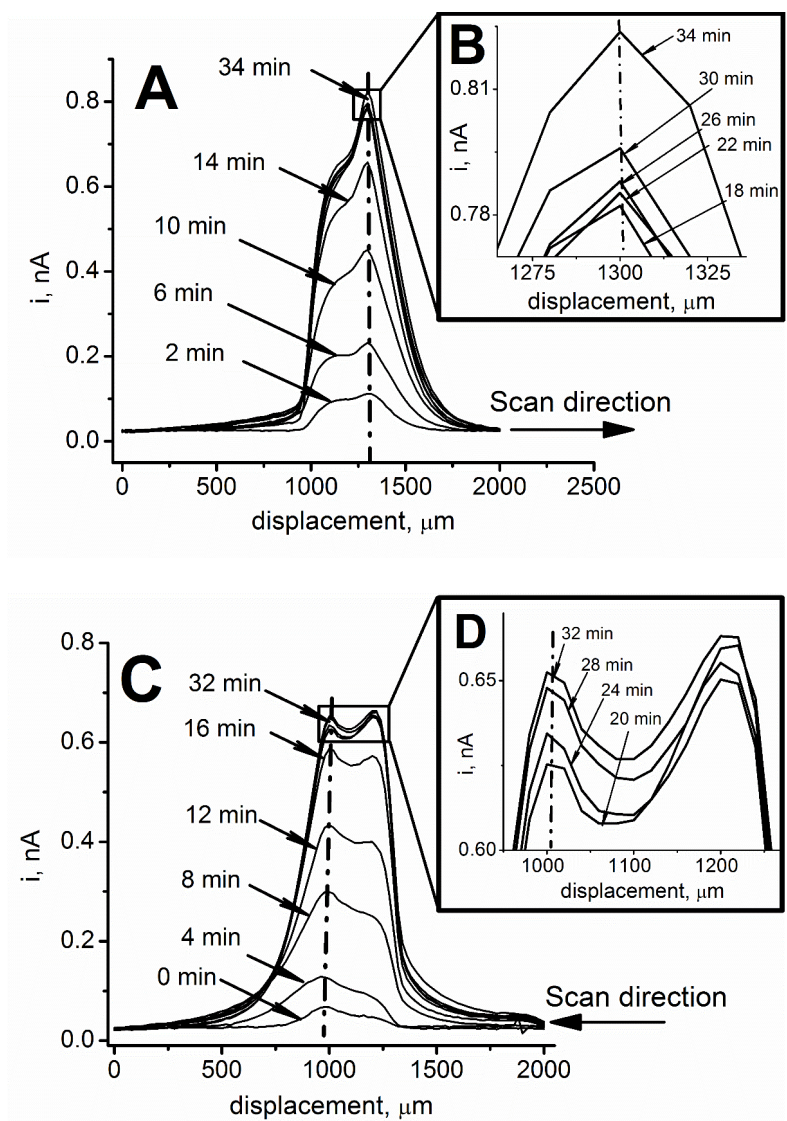 A
34 min
14 min
10 min
6 min
2 min
Scan direction
i, nA
0.8
0.6
0.4
0.2
0.0
0 500 1000 1500 2000 2500
displacement, μm
B
34 min
30 min
26 min
22 min
18 min
i, nA
0.81
0.78
1275 1300 1325
displacement, μm
C
32 min
16 min
12 min
8 min
4 min
0 min
Scan direction
i, nA
0.8
0.6
0.4
0.2
0.0
0 500 1000 1500 2000
displacement, μm
D
32 min
28 min
24 min
20 min
i, nA
0.65
0.60
1000 1100 1200
displacement, μm